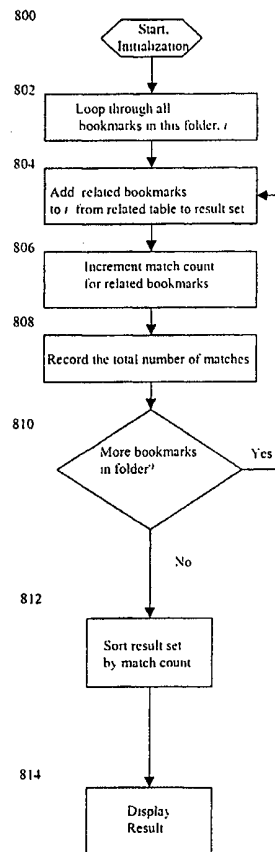 800
Start,
Initialization
802
Loop through all
bookmarks in this folder, i
804
Add related bookmarks
to i from related table to result set
806
Increment match count
for related bookmarks
808
Record the total number of matches
810
More bookmarks
in folder?
Yes
No
812
Sort result set
by match count
814
Display
Result